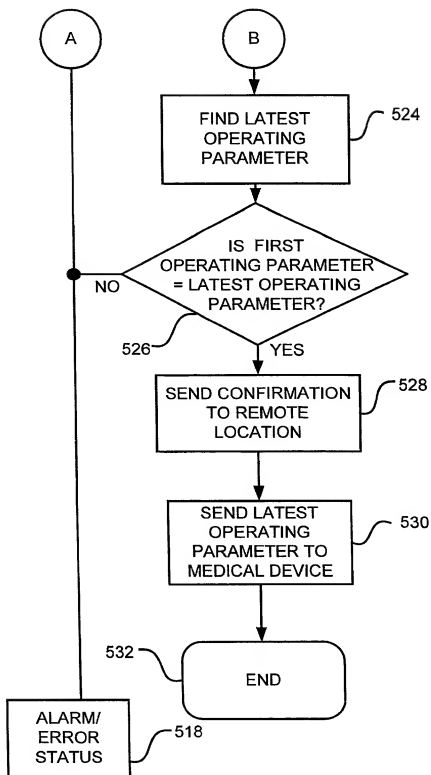 A
B
FIND LATEST
OPERATING
PARAMETER
524
IS FIRST
OPERATING PARAMETER
= LATEST OPERATING
PARAMETER?
NO
526
YES
SEND CONFIRMATION
TO REMOTE
LOCATION
528
SEND LATEST
OPERATING
PARAMETER TO
MEDICAL DEVICE
530
532
END
ALARM/
ERROR
STATUS
518